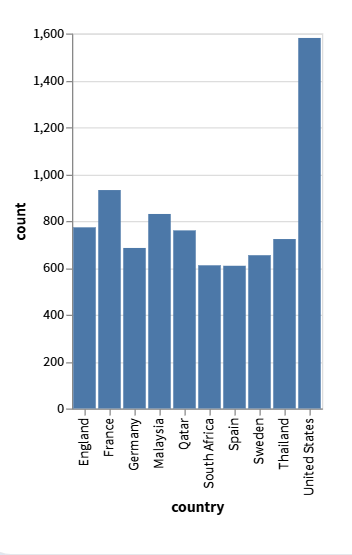 1,600
1,400
1,200
1,000
800
600
400
200
0
count
England
France
Germany
Malaysia
Qatar
South Africa
Spain
Sweden
Thailand
United States
country